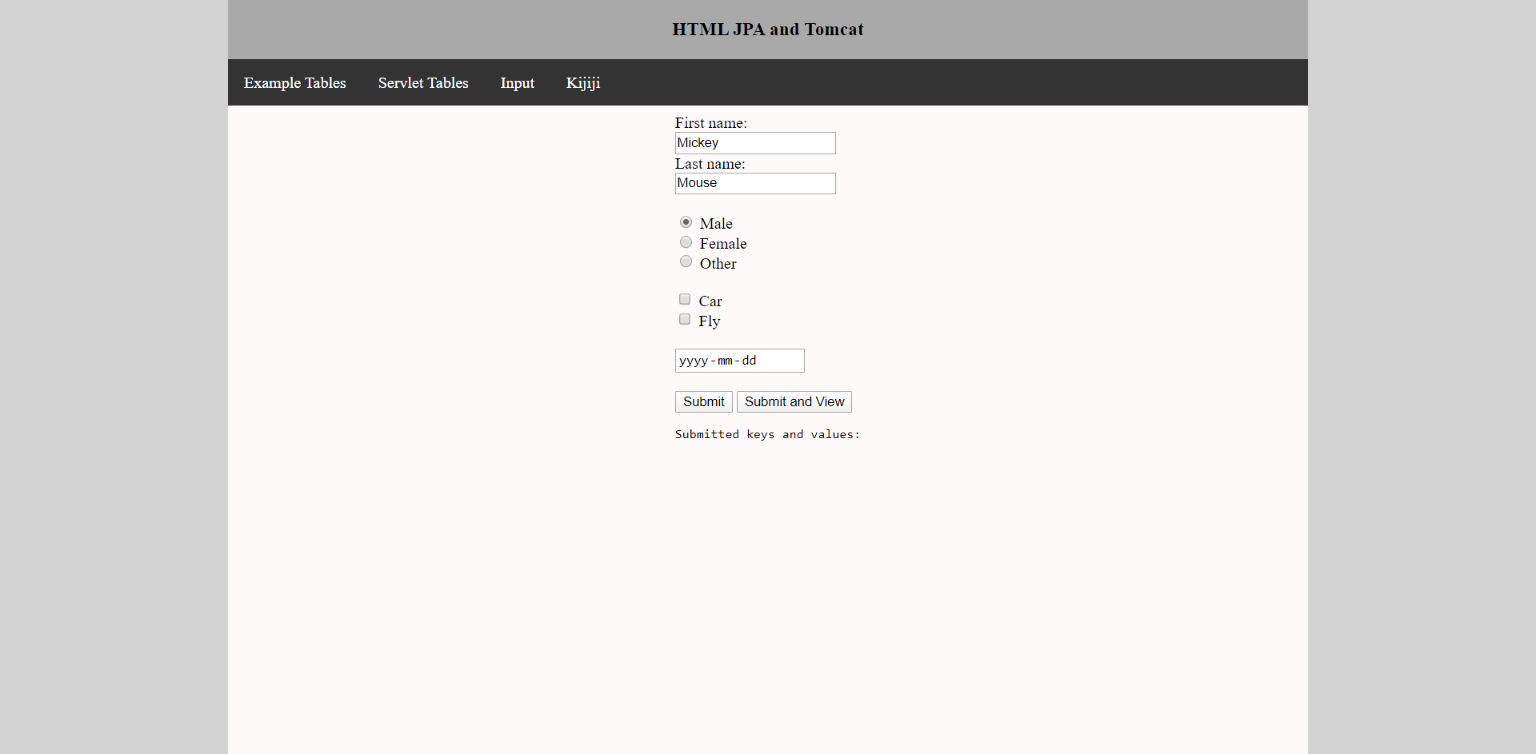 HTML JPA and Tomcat
Example Tables Servlet Tables Input Kijiji
First name:
Mickey
Last name:
Mouse
Male
Female
Other
Car
Fly
yyyy-mm-dd
Submit Submit and View
Submitted keys and values: